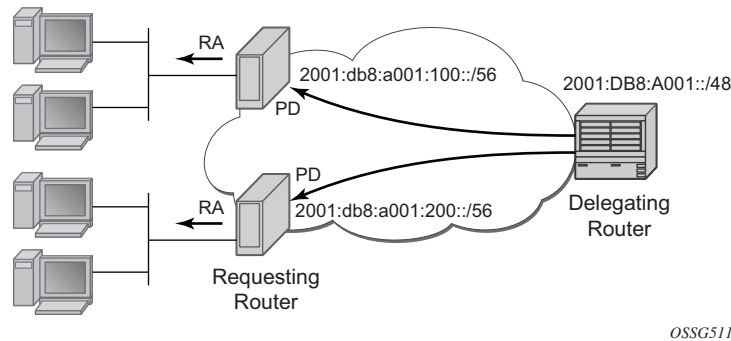 RA
2001:db8:a001:100::/56
2001:DB8:A001::/48
PD
PD
RA
2001:db8:a001:200::/56
Delegating
Router
Requesting
Router
OSSG511